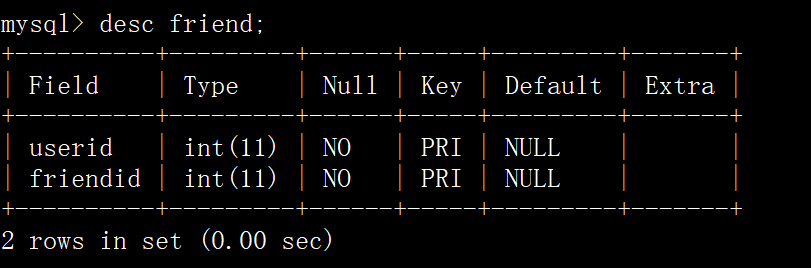 mysql> desc friend;
+----------+---------+------+-----+---------+-------+
| Field    | Type    | Null | Key | Default | Extra |
+----------+---------+------+-----+---------+-------+
| userid   | int(11) | NO   | PRI | NULL    |       |
| friendid | int(11) | NO   | PRI | NULL    |       |
+----------+---------+------+-----+---------+-------+
2 rows in set (0.00 sec)